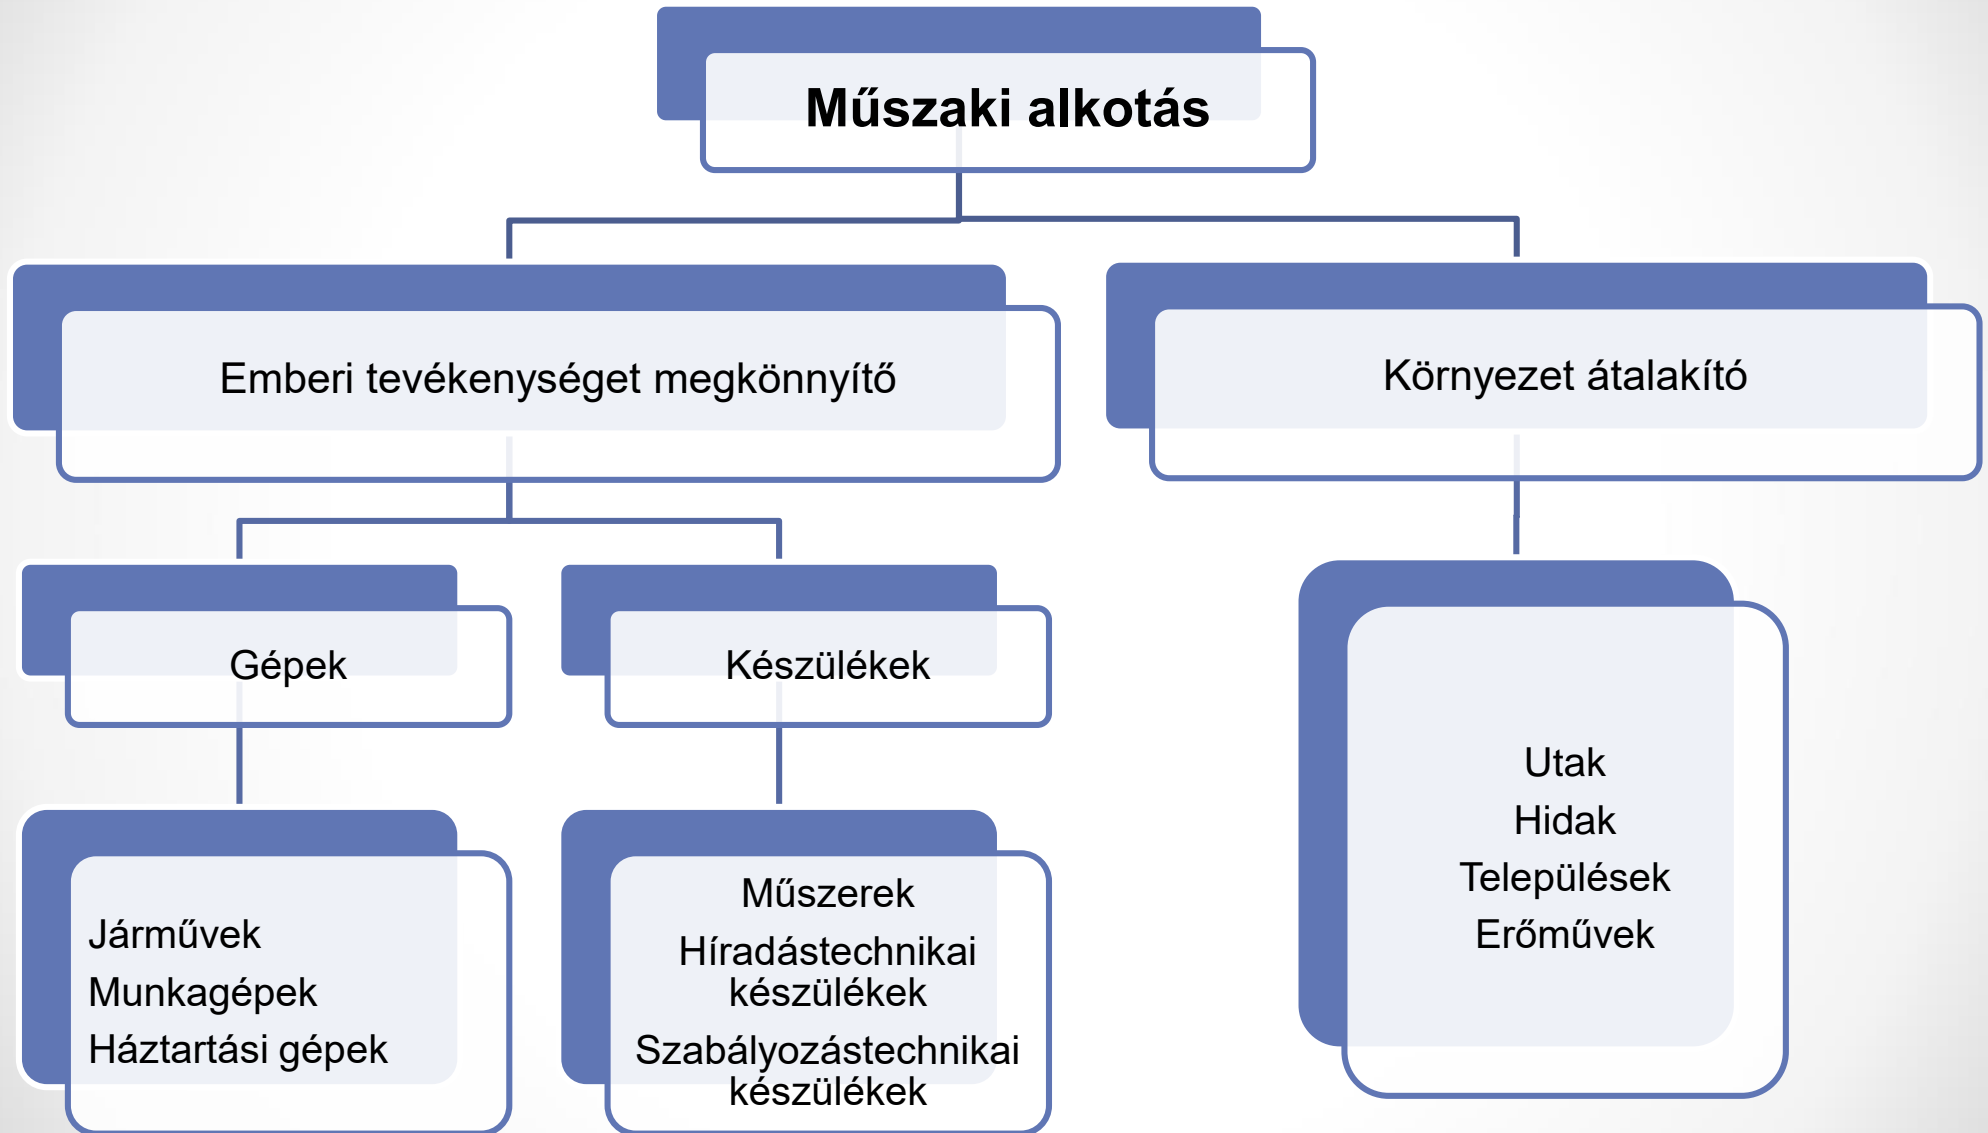 Műszaki alkotás
Emberi tevékenységet megkönnyítő
Környezet átalakító
Gépek
Készülékek
Járművek
Munkagépek
Háztartási gépek
Műszerek
Híradástechnikai
készülékek
Szabályozástechnikai
készülékek
Utak
Hidak
Települések
Erőművek